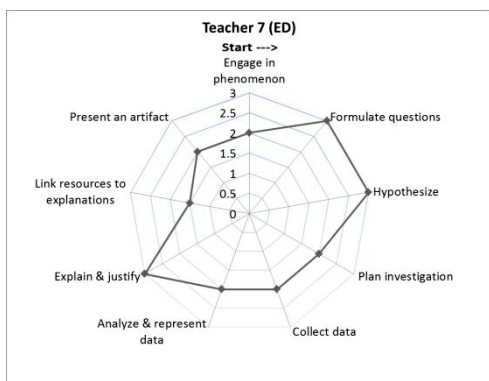 Teacher 7 (ED)
Start --->
Engage in
phenomenon
Formulate questions
Hypothesize
Plan investigation
Collect data
Analyze & represent
data
Explain & justify
Link resources to
explanations
Present an artifact
3
2.5
2
1.5
1
0.5
0